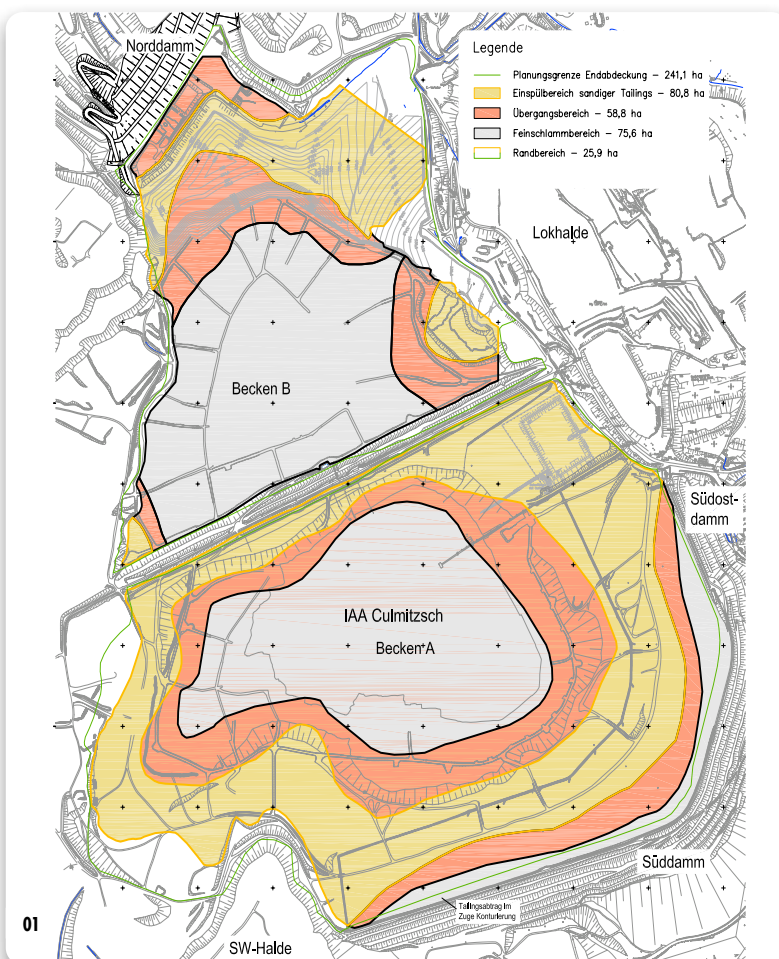 Norddamm
Legende
Planungsgrenze Endabdeckung – 241,1 ha
Einspülbereich sandiger Tailings – 80,8 ha
Übergangsbereich – 58,8 ha
Feinschlammbereich – 75,6 ha
Randbereich – 25,9 ha
Lokhalde
Becken B
Südost-
damm
IAA Culmitzsch
Becken A
Süddamm
Tailingsabtrag im
Zuge Konturierung
01
SW-Halde